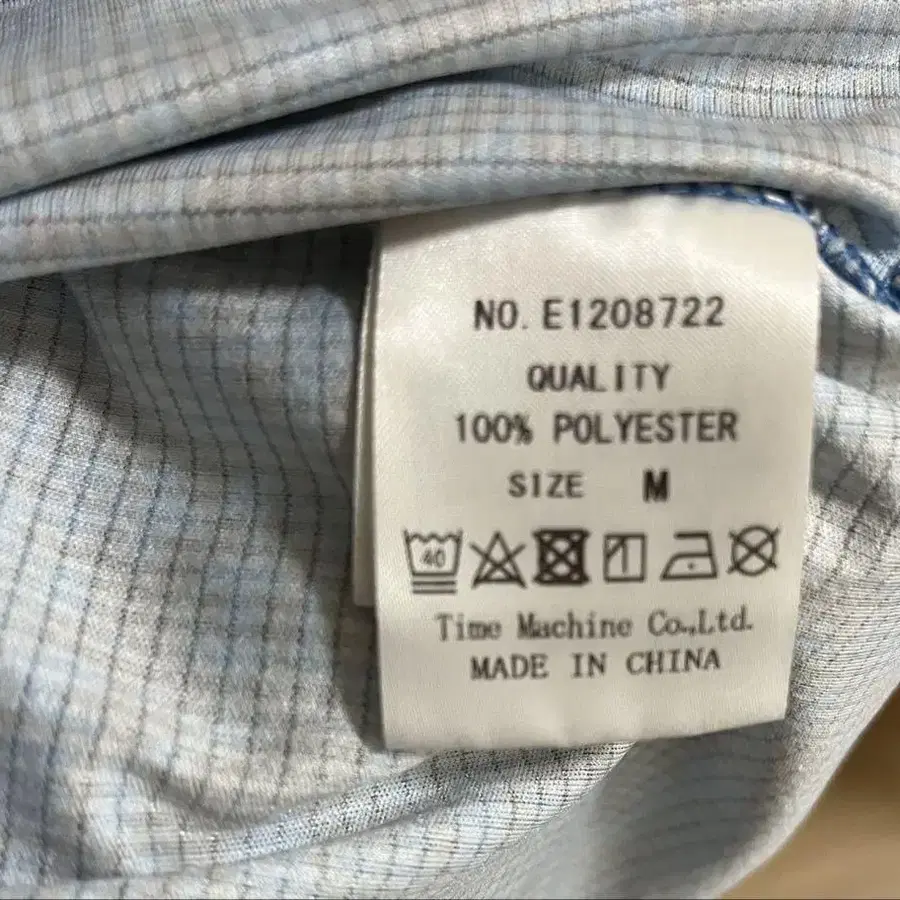 NO. E1208722
QUALITY
100% POLYESTER
SIZE M
40
Time Machine Co.,Ltd.
MADE IN CHINA